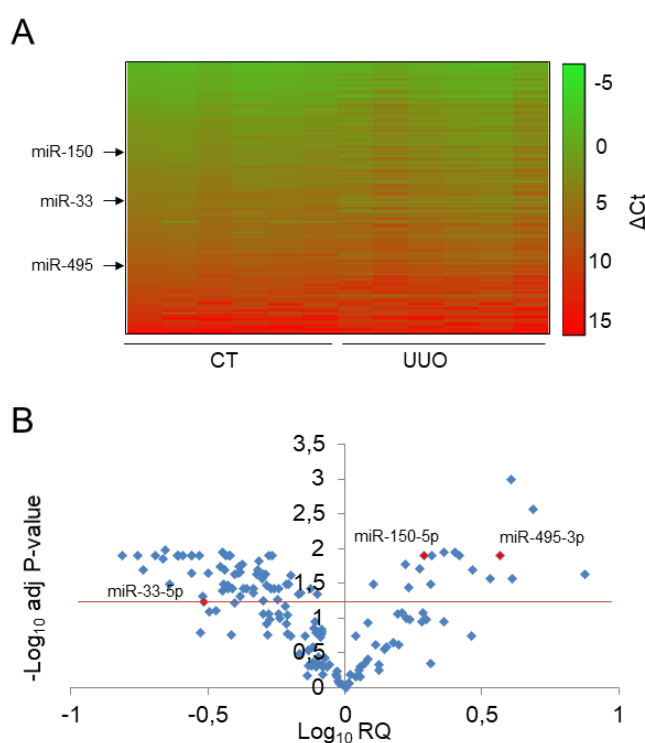 A
miR-150
miR-33
miR-495
-5
0
5
10
15
ΔCt
CT
UUO
B
-Log10 adj P-value
3,5
3
2,5
2
1,5
1
0,5
0
miR-150-5p
miR-495-3p
miR-33-5p
-1
-0,5
0
0,5
1
Log10 RQ